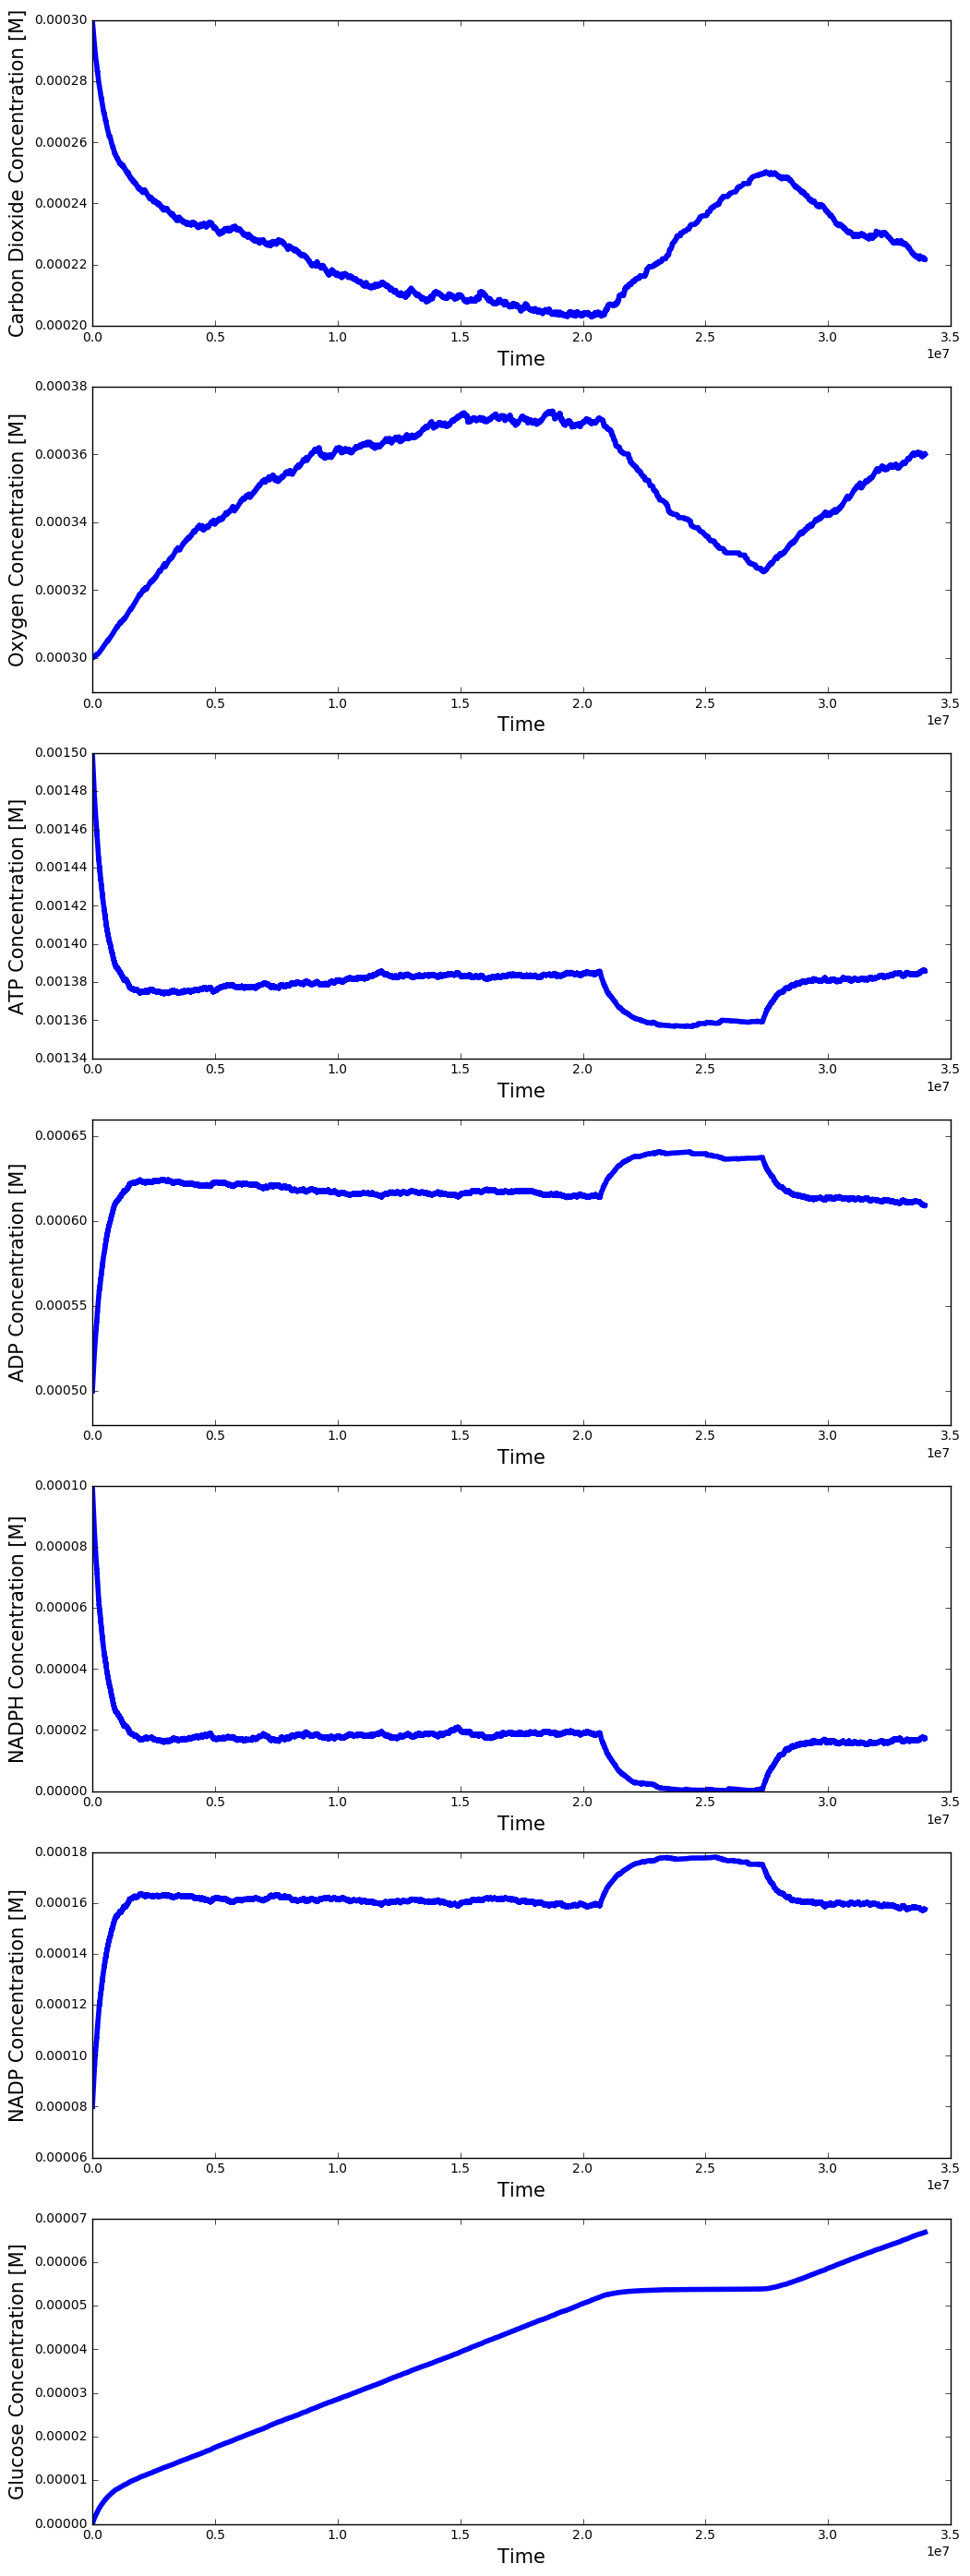 Carbon Dioxide Concentration [M]
0.00030
0.00028
0.00026
0.00024
0.00022
0.00020
0.0 0.5 1.0 1.5 2.0 2.5 3.0 3.5
1e7
Time
Oxygen Concentration [M]
0.00038
0.00036
0.00034
0.00032
0.00030
0.0 0.5 1.0 1.5 2.0 2.5 3.0 3.5
1e7
Time
ATP Concentration [M]
0.00150
0.00148
0.00146
0.00144
0.00142
0.00140
0.00138
0.00136
0.00134
0.0 0.5 1.0 1.5 2.0 2.5 3.0 3.5
1e7
Time
ADP Concentration [M]
0.00065
0.00060
0.00055
0.00050
0.0 0.5 1.0 1.5 2.0 2.5 3.0 3.5
1e7
Time
NADPH Concentration [M]
0.00010
0.00008
0.00006
0.00004
0.00002
0.00000
0.0 0.5 1.0 1.5 2.0 2.5 3.0 3.5
1e7
Time
NADP Concentration [M]
0.00018
0.00016
0.00014
0.00012
0.00010
0.00008
0.00006
0.0 0.5 1.0 1.5 2.0 2.5 3.0 3.5
1e7
Time
Glucose Concentration [M]
0.00007
0.00006
0.00005
0.00004
0.00003
0.00002
0.00001
0.00000
0.0 0.5 1.0 1.5 2.0 2.5 3.0 3.5
1e7
Time